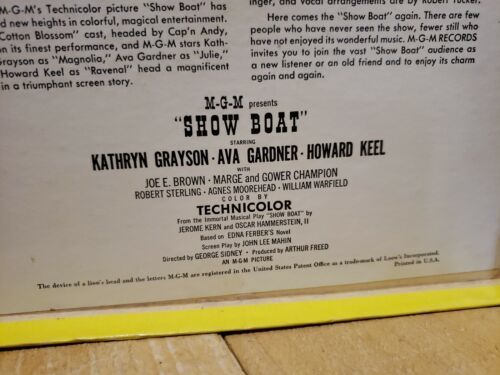 M-G-M's Technicolor picture "Show Boat" has
d new heights in colorful, magical entertainment.
Cotton Blossom" cast, headed by Cap'n Andy,
on its finest performance, and M-G-M stars Kath-
Grayson as "Magnolia," Ava Gardner as "Julie,"
Howard Keel as "Ravenal" head a magnificent
in a triumphant screen story.
inger, and vocal arrangements are by Robert Tucker.
Here comes the "Show Boat" again. There are few
people who have never seen the show, fewer still who
have not enjoyed its wonderful music. M-G-M RECORDS
invites you to join the vast "Show Boat" audience as
a new listener or an old friend and to enjoy its charm
again and again.
M-G-M presents
"SHOW BOAT"
STARRING
KATHRYN GRAYSON · AVA GARDNER · HOWARD KEEL
WITH
JOE E. BROWN · MARGE and GOWER CHAMPION
ROBERT STERLING · AGNES MOOREHEAD · WILLIAM WARFIELD
COLOR BY
TECHNICOLOR
From the Immortal Musical Play "SHOW BOAT" by
JEROME KERN and OSCAR HAMMERSTEIN, II
Based on EDNA FERBER'S Novel
Screen Play by JOHN LEE MAHIN
Directed by GEORGE SIDNEY · Produced by ARTHUR FREED
AN M-G-M PICTURE
The device of a lion's head and the letters M-G-M are registered in the United States Patent Office as a trademark of Loew's Incorporated.
Printed in U.S.A.